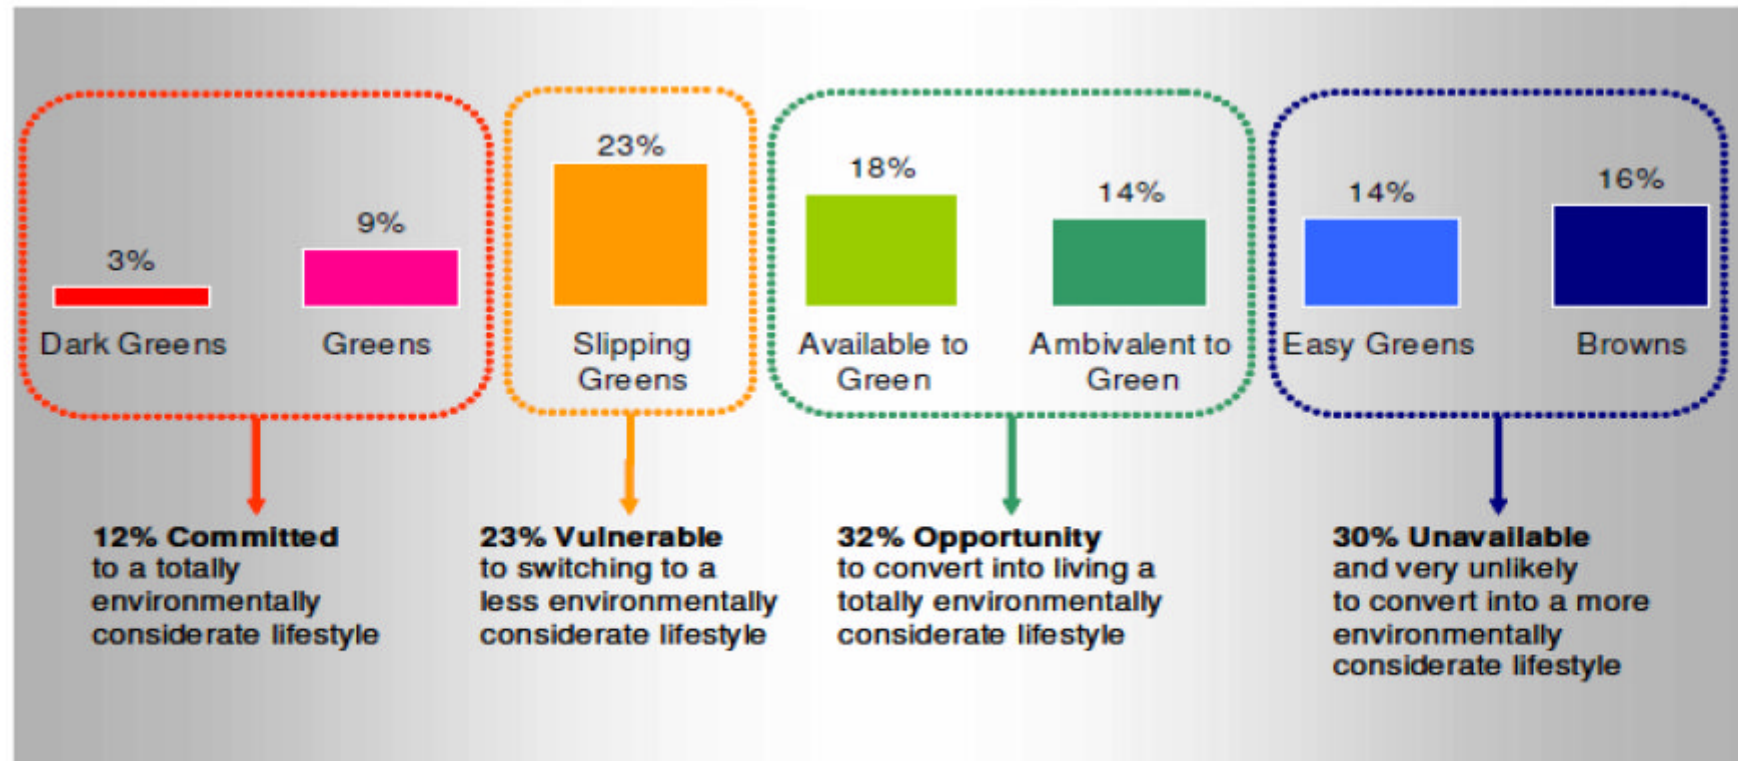 3%
Dark Greens
9%
Greens
23%
Slipping
Greens
18%
Available to
Green
14%
Ambivalent to
Green
14%
Easy Greens
16%
Browns
12% Committed
to a totally
environmentally
considerate lifestyle
23% Vulnerable
to switching to a
less environmentally
considerate lifestyle
32% Opportunity
to convert into living a
totally environmentally
considerate lifestyle
30% Unavailable
and very unlikely
to convert into a more
environmentally
considerate lifestyle